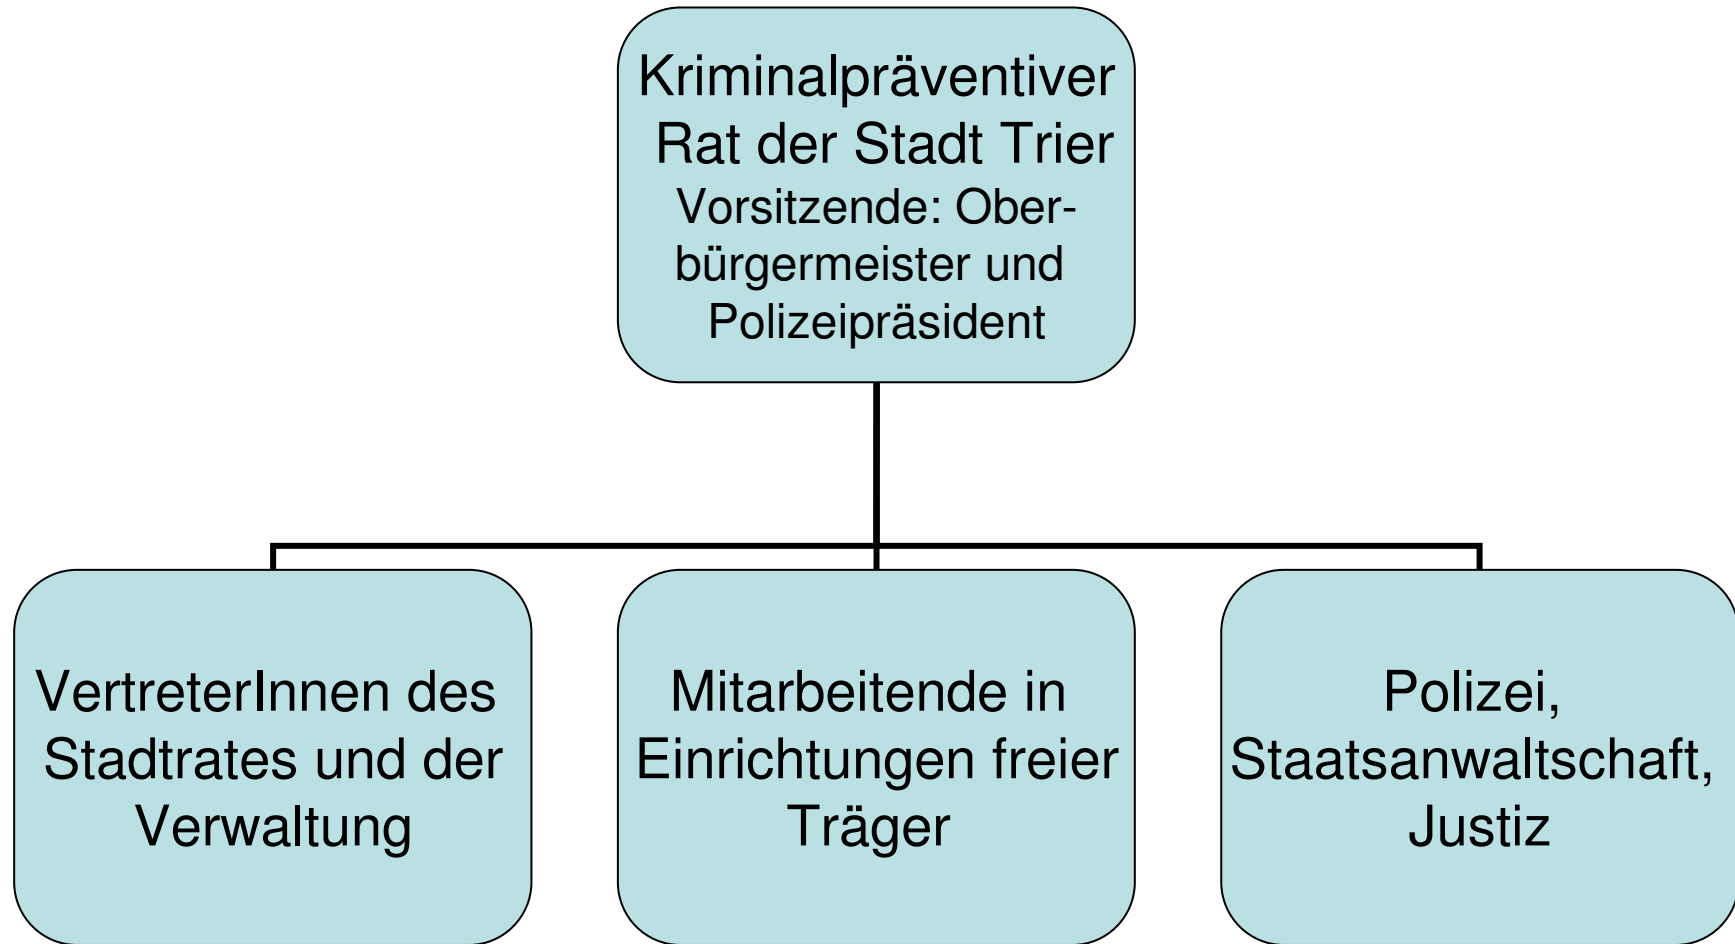 Kriminalpräventiver
Rat der Stadt Trier
Vorsitzende: Ober-
bürgermeister und
Polizeipräsident
VertreterInnen des
Stadtrates und der
Verwaltung
Mitarbeitende in
Einrichtungen freier
Träger
Polizei,
Staatsanwaltschaft,
Justiz